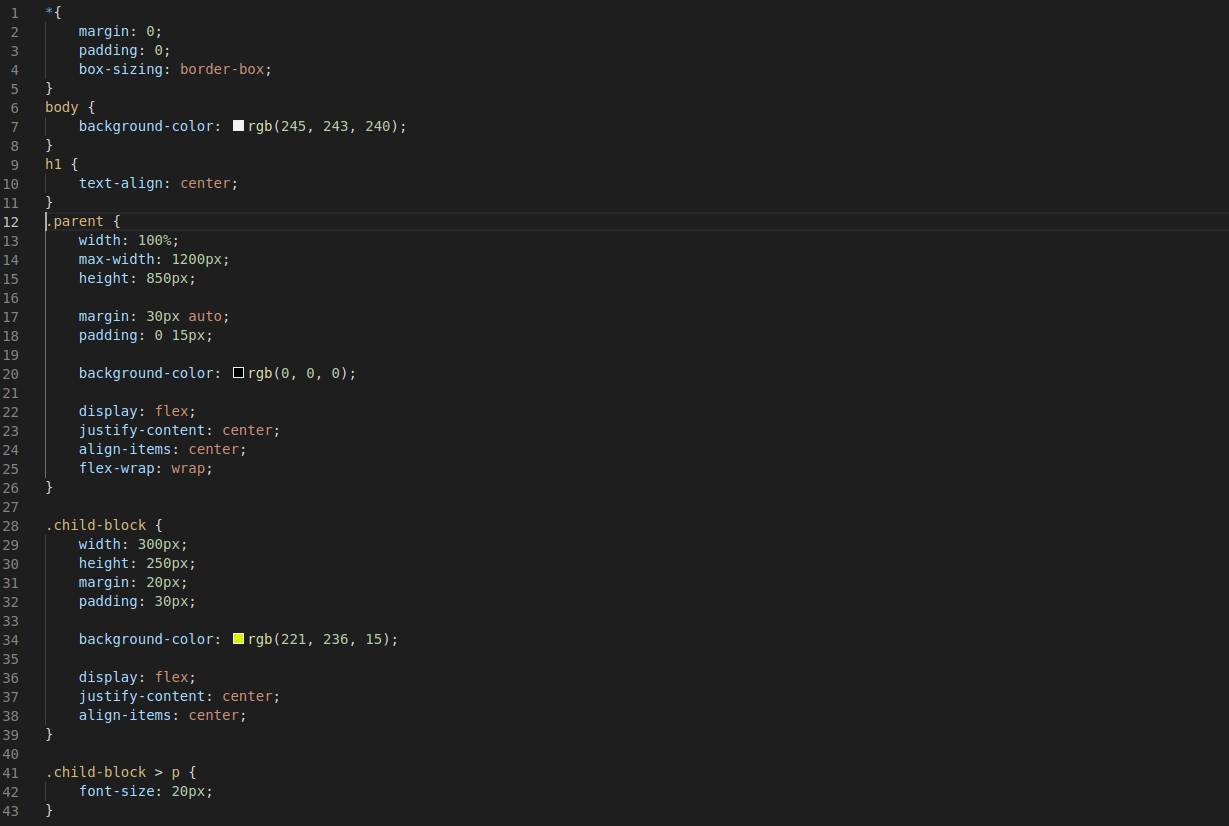 1 *{
2     margin: 0;
3     padding: 0;
4     box-sizing: border-box;
5 }
6 body {
7     background-color: rgb(245, 243, 240);
8 }
9 h1 {
10     text-align: center;
11 }
12 .parent {
13     width: 100%;
14     max-width: 1200px;
15     height: 850px;
16
17     margin: 30px auto;
18     padding: 0 15px;
19
20     background-color: rgb(0, 0, 0);
21
22     display: flex;
23     justify-content: center;
24     align-items: center;
25     flex-wrap: wrap;
26 }
27
28 .child-block {
29     width: 300px;
30     height: 250px;
31     margin: 20px;
32     padding: 30px;
33
34     background-color: rgb(221, 236, 15);
35
36     display: flex;
37     justify-content: center;
38     align-items: center;
39 }
40
41 .child-block > p {
42     font-size: 20px;
43 }